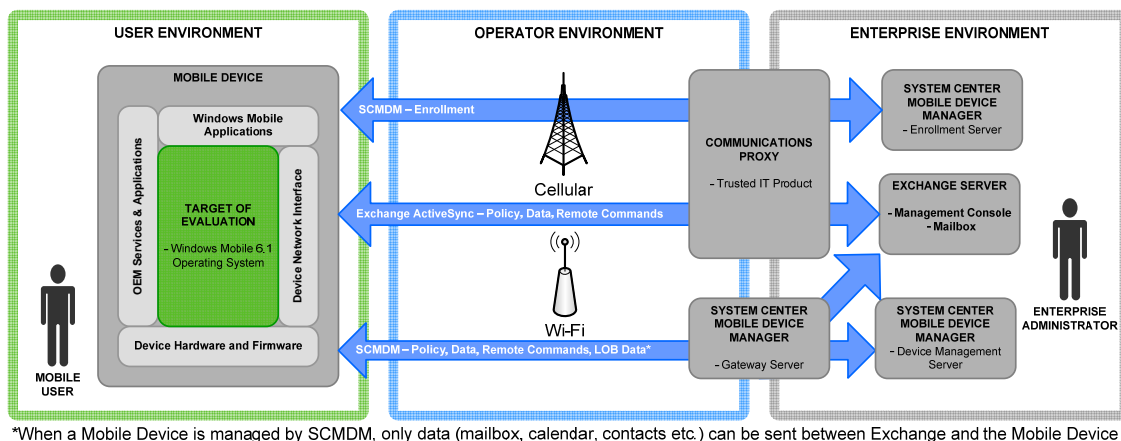 USER ENVIRONMENT
MOBILE DEVICE
Windows Mobile
Applications
OEM Services & Applications
TARGET OF
EVALUATION
- Windows Mobile 6.1
Operating System
Device Network Interface
Device Hardware and Firmware
MOBILE
USER
OPERATOR ENVIRONMENT
SCMDM – Enrollment
Cellular
Exchange ActiveSync – Policy, Data, Remote Commands
Wi-Fi
SCMDM – Policy, Data, Remote Commands, LOB Data*
COMMUNICATIONS
PROXY
- Trusted IT Product
SYSTEM CENTER
MOBILE DEVICE
MANAGER
- Gateway Server
ENTERPRISE ENVIRONMENT
SYSTEM CENTER
MOBILE DEVICE
MANAGER
- Enrollment Server
EXCHANGE SERVER
- Management Console
- Mailbox
SYSTEM CENTER
MOBILE DEVICE
MANAGER
- Device Management
Server
ENTERPRISE
ADMINISTRATOR
*When a Mobile Device is managed by SCMDM, only data (mailbox, calendar, contacts etc.) can be sent between Exchange and the Mobile Device